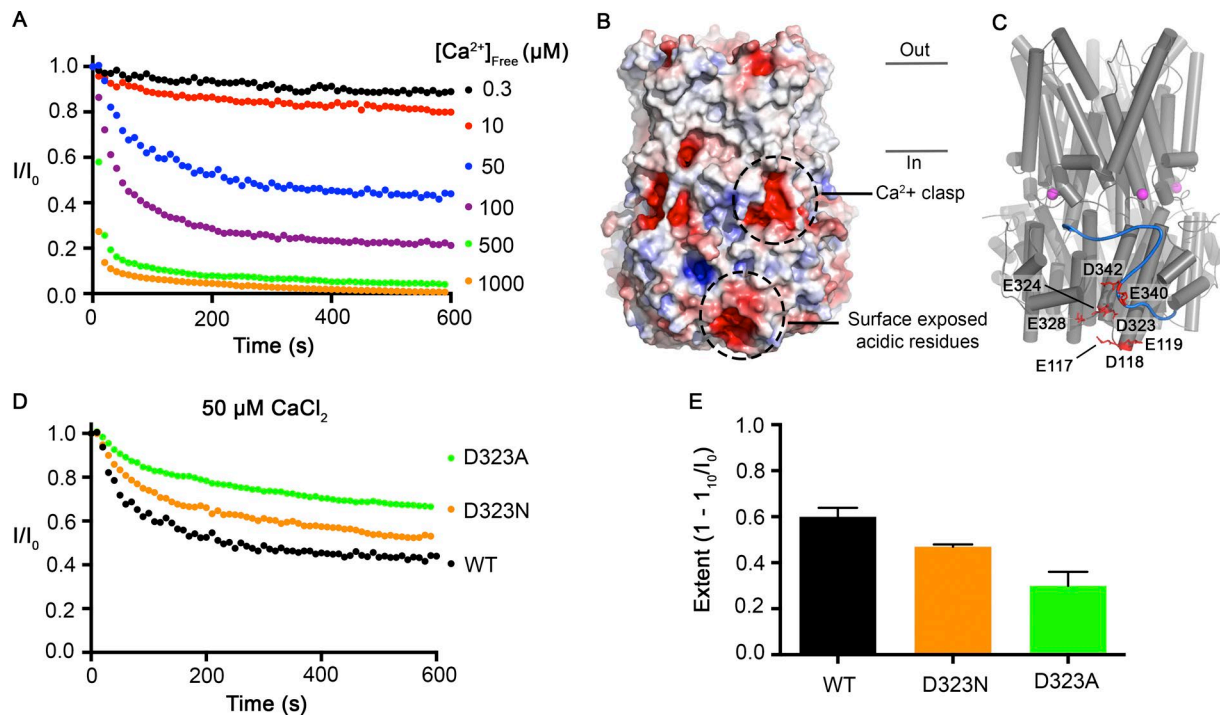 A
[Ca²⁺]Free (µM)
1.0
0.8
0.6
0.4
0.2
0.0
I/I₀
0
200
400
600
Time (s)
0.3
10
50
100
500
1000
B
Out
In
Ca²+ clasp
Surface exposed
acidic residues
C
D342
E324
E340
E328
D323
E119
E117
D118
D
50 µM CaCl₂
1.0
0.8
0.6
0.4
0.2
0.0
I/I₀
0
200
400
600
Time (s)
D323A
D323N
WT
E
1.0
0.8
0.6
0.4
0.2
0.0
Extent (1 - 1₁₀/I₀)
WT
D323N
D323A